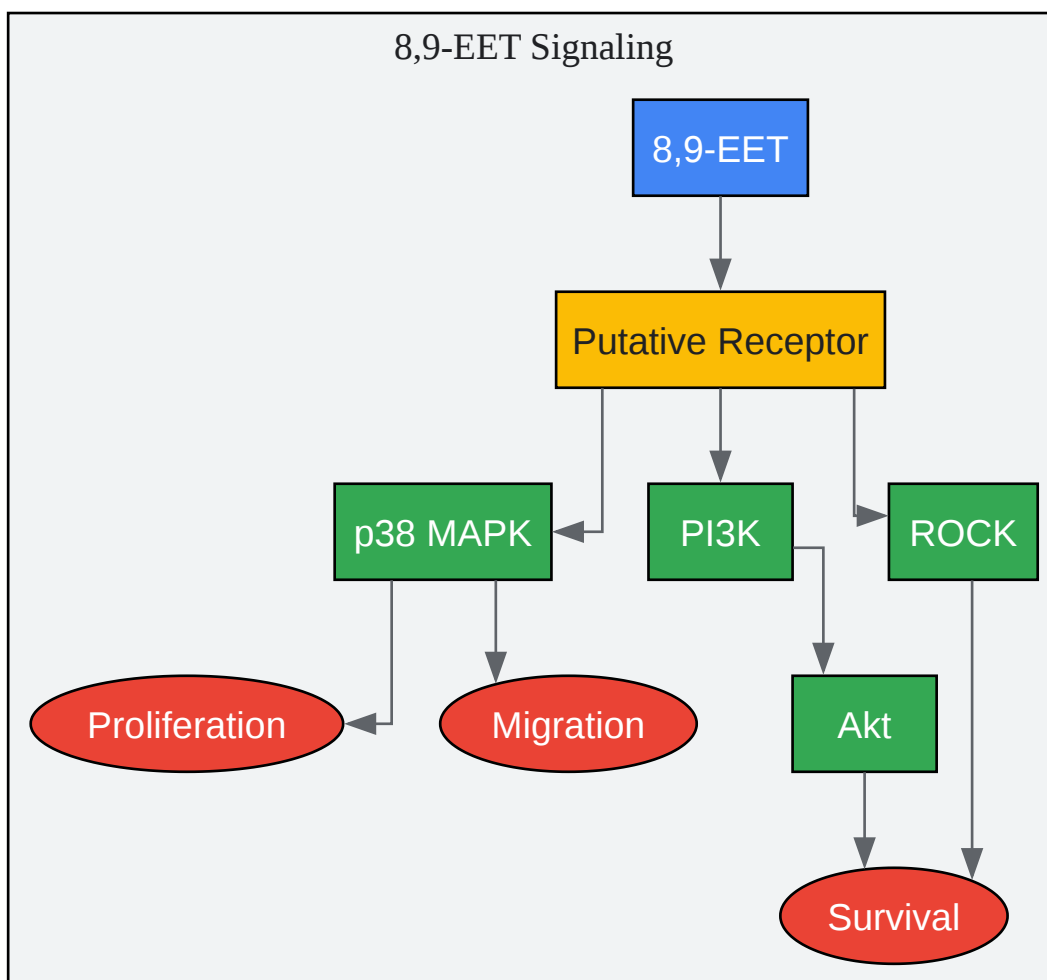 8,9-EET Signaling
8,9-EET
Putative Receptor
p38 MAPK
PI3K
ROCK
Proliferation
Migration
Akt
Survival